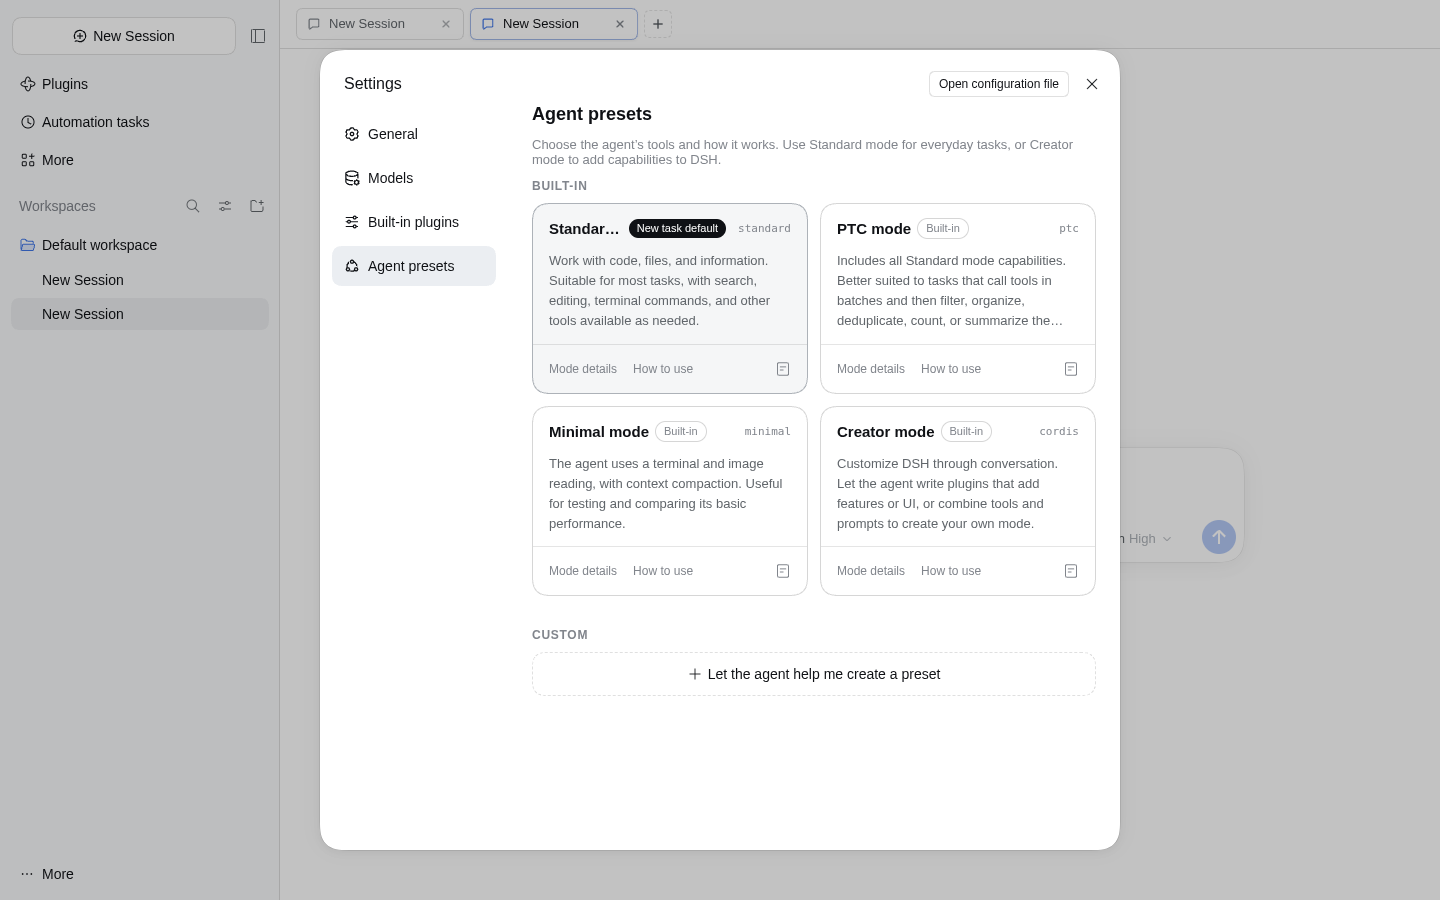 New Session
Plugins
Automation tasks
More
Workspaces
Default workspace
New Session
New Session
More
New Session
New Session
Settings
Open configuration file
General
Models
Built-in plugins
Agent presets
Agent presets
Choose the agent's tools and how it works. Use Standard mode for everyday tasks, or Creator
mode to add capabilities to DSH.
BUILT-IN
Standar… New task default standard
Work with code, files, and information.
Suitable for most tasks, with search,
editing, terminal commands, and other
tools available as needed.
Mode details How to use
PTC mode Built-in ptc
Includes all Standard mode capabilities.
Better suited to tasks that call tools in
batches and then filter, organize,
deduplicate, count, or summarize the…
Mode details How to use
Minimal mode Built-in minimal
The agent uses a terminal and image
reading, with context compaction. Useful
for testing and comparing its basic
performance.
Mode details How to use
Creator mode Built-in cordis
Customize DSH through conversation.
Let the agent write plugins that add
features or UI, or combine tools and
prompts to create your own mode.
Mode details How to use
CUSTOM
Let the agent help me create a preset
High